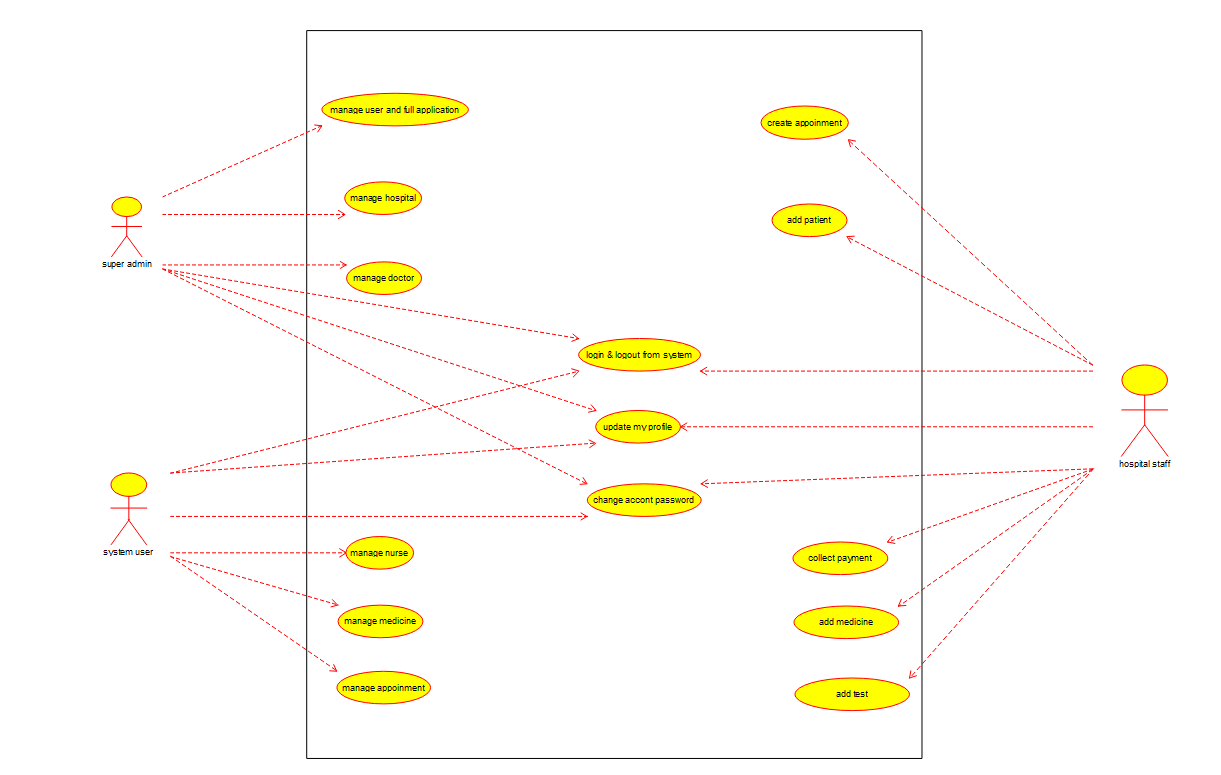 manage user and full application
create appoinment
manage hospital
add patient
super admin
manage doctor
login & logout from system
update my profile
hospital staff
change accont password
system user
manage nurse
collect payment
manage medicine
add medicine
manage appoinment
add test